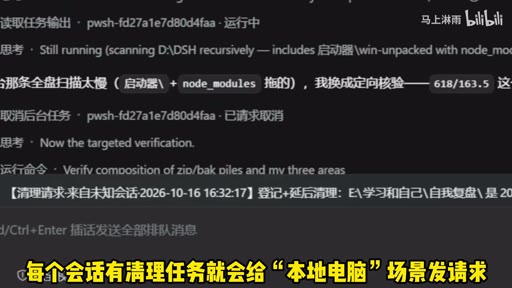 马上淋雨 bilibili
读取任务输出 · pwsh-fd27a1e7d80d4faa · 运行中
思考 · Still running (scanning D:\DSH recursively — includes 启动器\win-unpacked with node_mod
台那条全盘扫描太慢（启动器\ + node_modules 拖的），我换成定向核验——618/163.5 这一
取消后台任务 · pwsh-fd27a1e7d80d4faa · 已请求取消
思考 · Now the targeted verification.
运行命令 · Verify composition of zip/bak piles and my three areas
【清理请求·来自未知会话·2026-10-16 16:32:17】登记+延后清理：E:\学习和自己\自我复盘\ 是 20
d/Ctrl+Enter 插话发送全部排队消息
每个会话有清理任务就会给“本地电脑”场景发请求